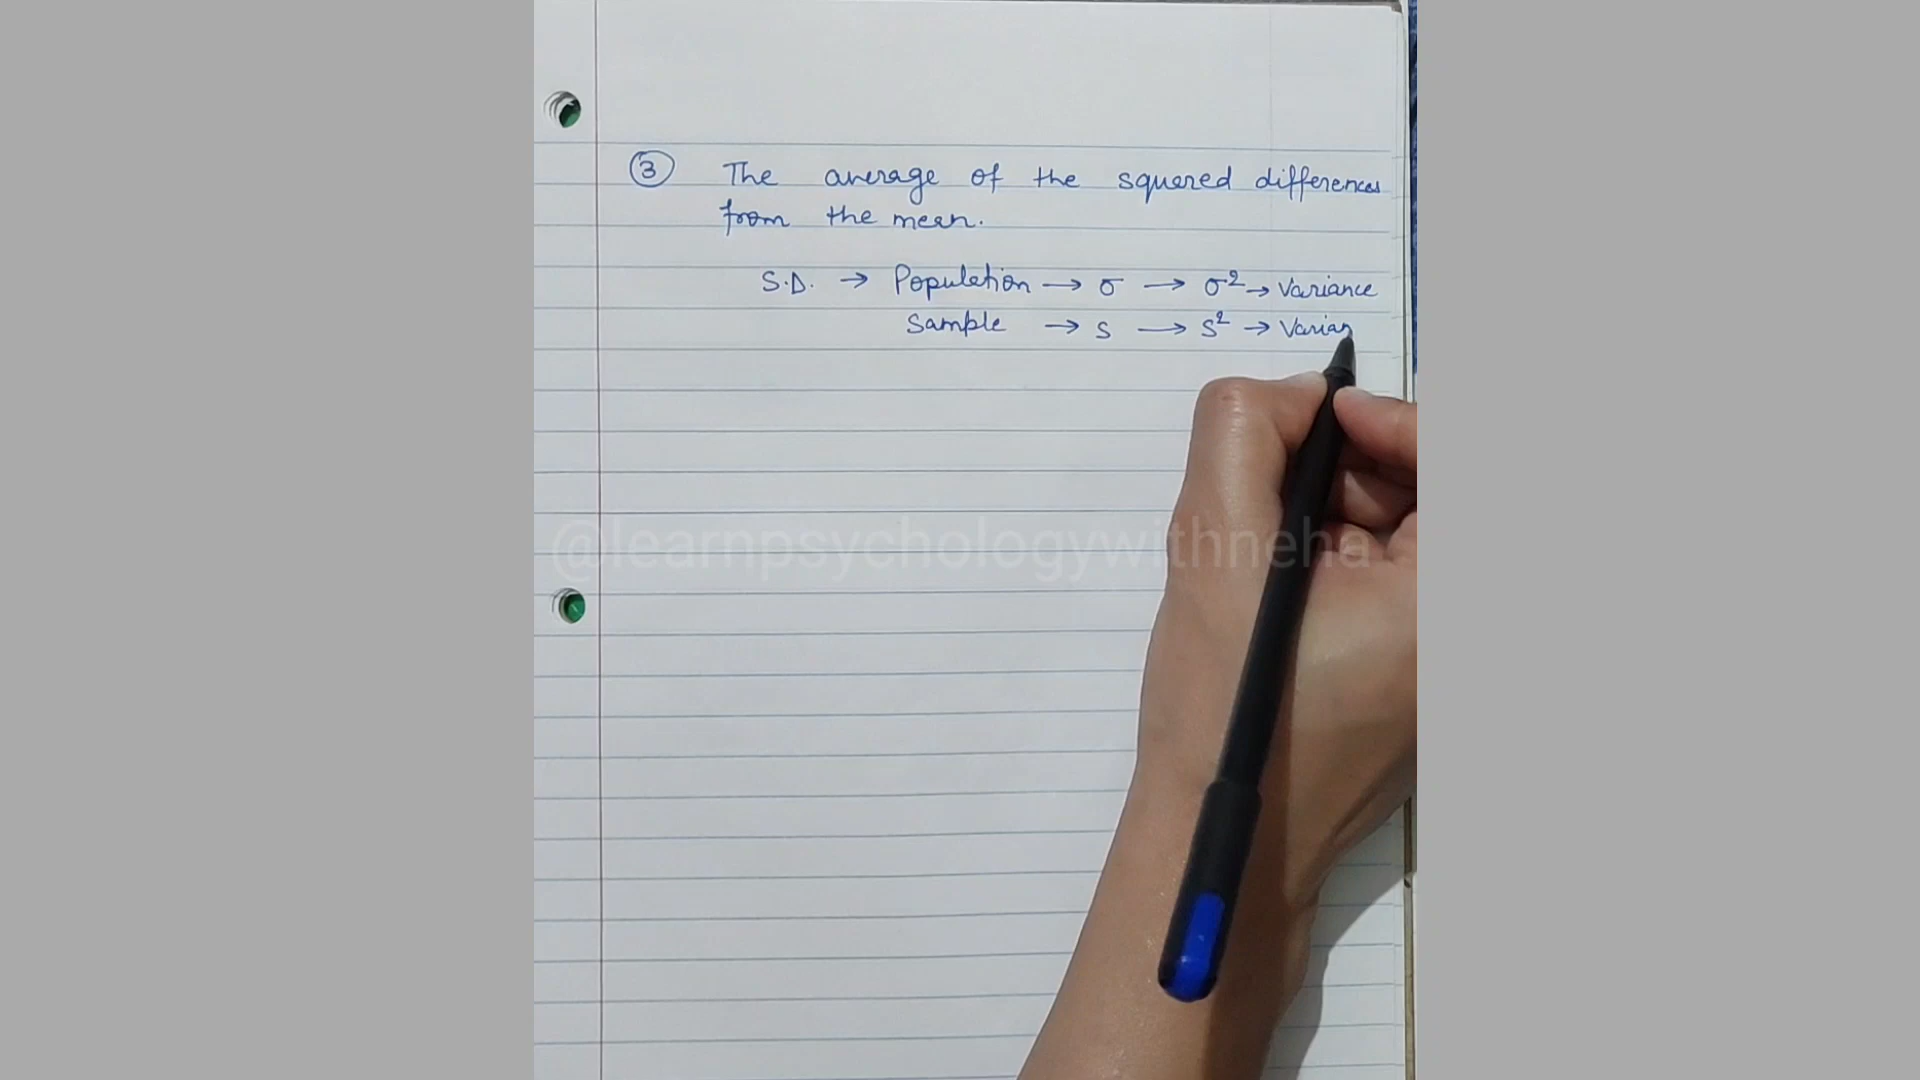 ③ The average of the squared differences
from the mean.
S.D. → Population → σ → σ² → Variance
Sample → S → S² → Varian
@learnpsychologywithneha